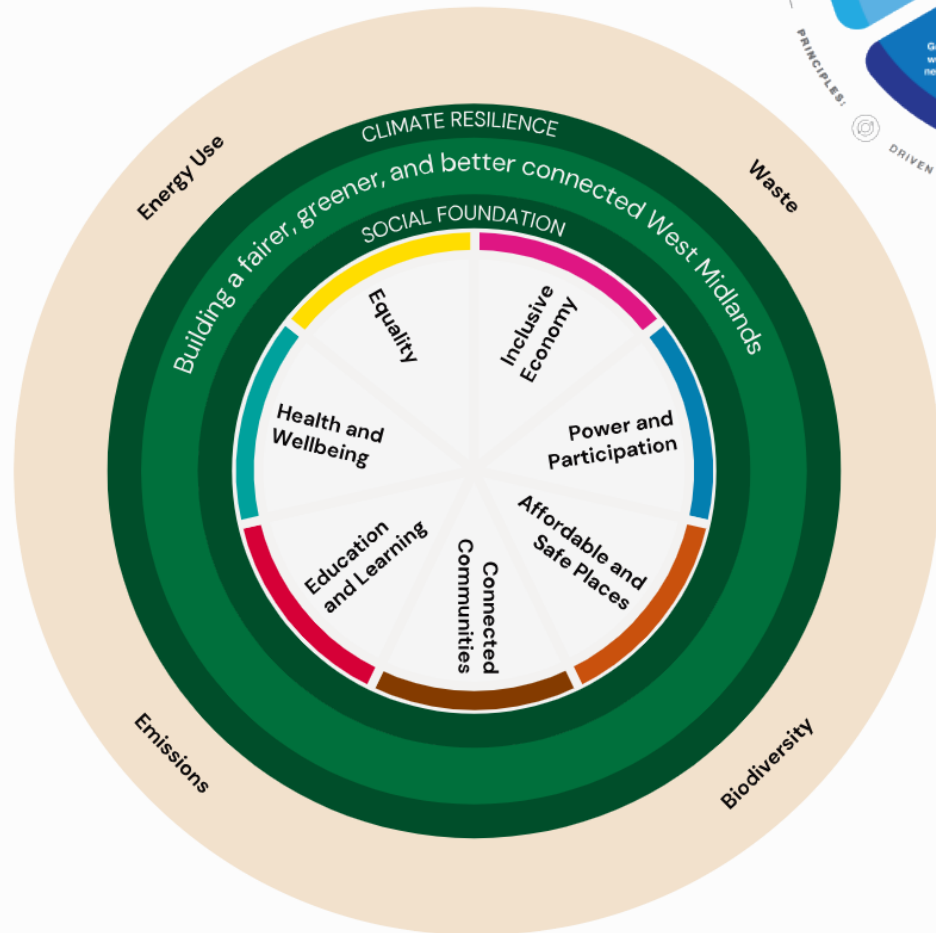 CLIMATE RESILIENCE
Building a fairer, greener, and better connected West Midlands
SOCIAL FOUNDATION
Energy Use
Waste
Emissions
Biodiversity
Equality
Inclusive
Economy
Health and
Wellbeing
Power and
Participation
Education
and Learning
Affordable and
Safe Places
Connected
Communities
PRINCIPLES:
DRIVEN